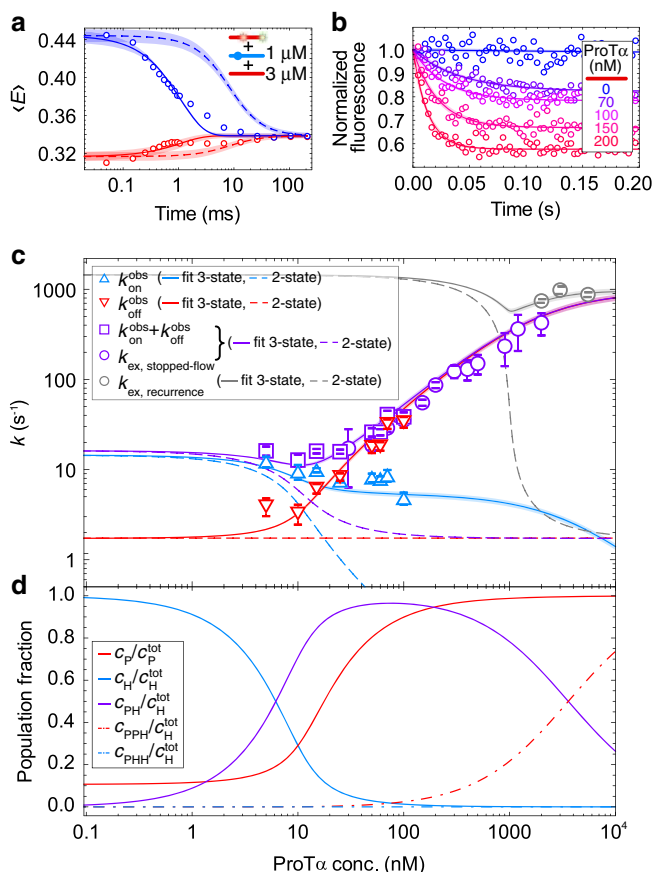 a
0.44
0.40
0.36
0.32
⟨E⟩
+
1 μM
+
3 μM
0.1
1
10
100
Time (ms)
b
1.0
0.9
0.8
0.7
0.6
Normalized
fluorescence
ProTα
(nM)
0
70
100
150
200
0.00
0.05
0.10
0.15
0.20
Time (s)
c
1000
100
10
1
k (s⁻¹)
k_on^obs (— fit 3-state, -- 2-state)
k_off^obs (— fit 3-state, -- 2-state)
k_on^obs + k_off^obs
k_ex, stopped-flow
} (— fit 3-state, -- 2-state)
k_ex, recurrence (— fit 3-state, -- 2-state)
d
1.0
0.8
0.6
0.4
0.2
0.0
Population fraction
c_P/c_P^tot
c_H/c_H^tot
c_PH/c_H^tot
c_PPH/c_H^tot
c_PHH/c_H^tot
0.1
1
10
100
1000
10⁴
ProTα conc. (nM)